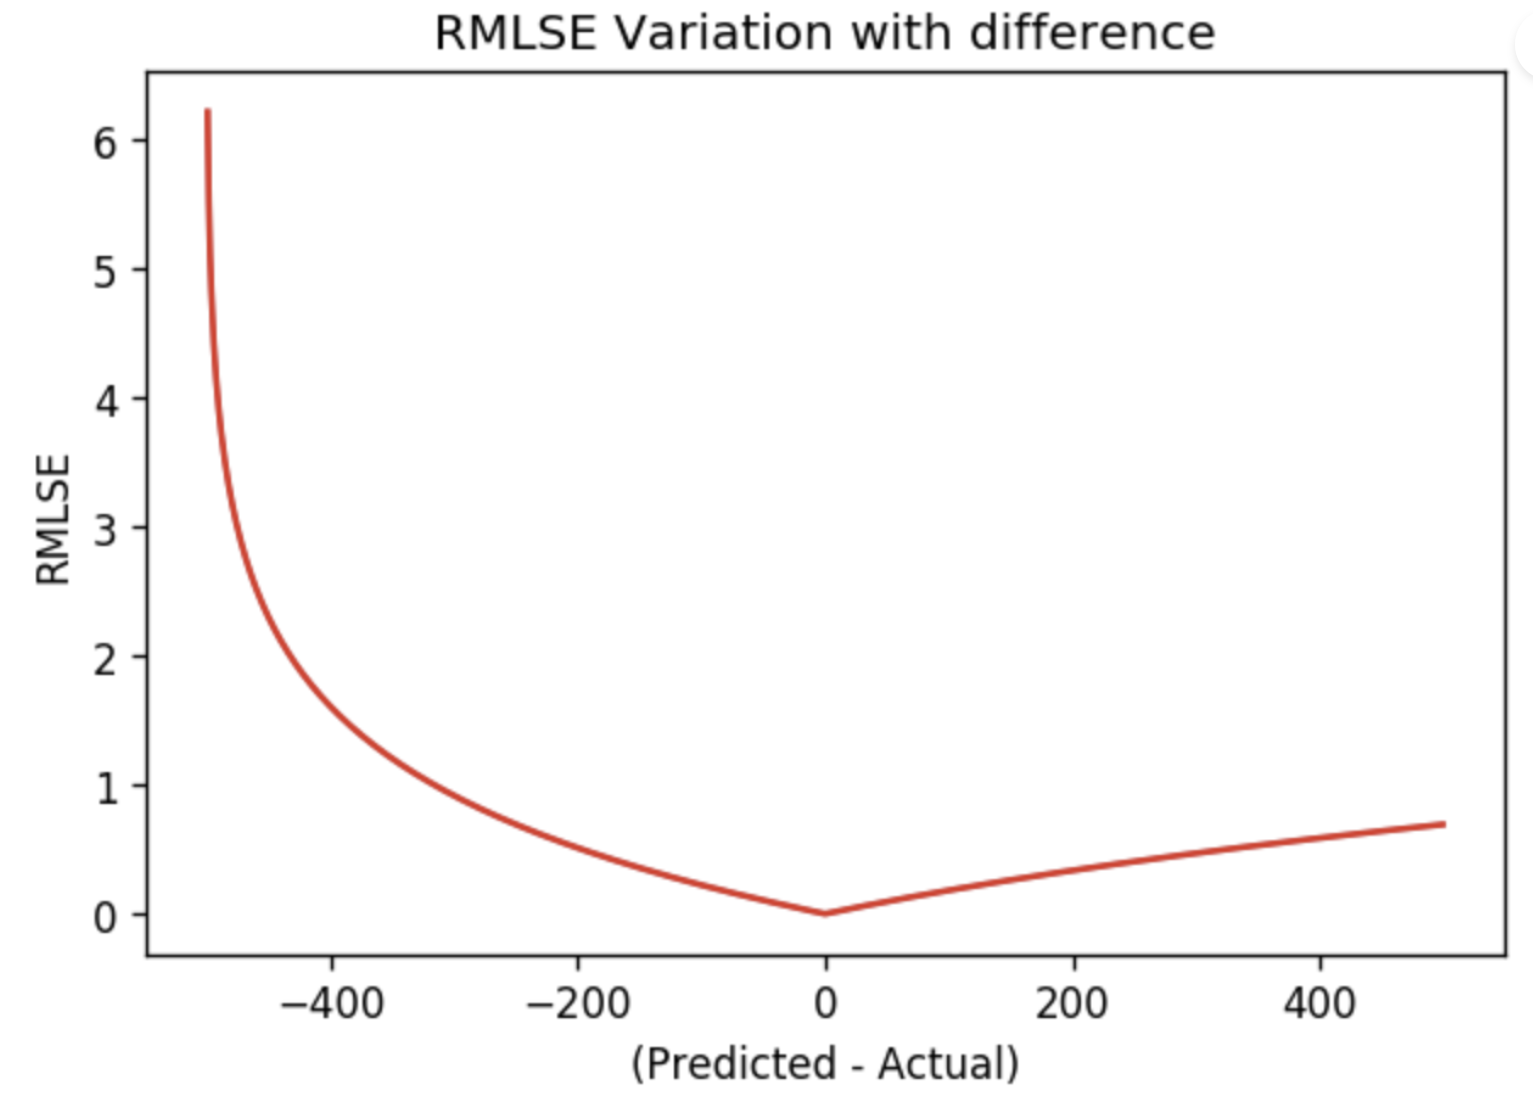 RMLSE Variation with difference
6
5
4
3
2
1
0
RMLSE
−400 −200 0 200 400
(Predicted - Actual)